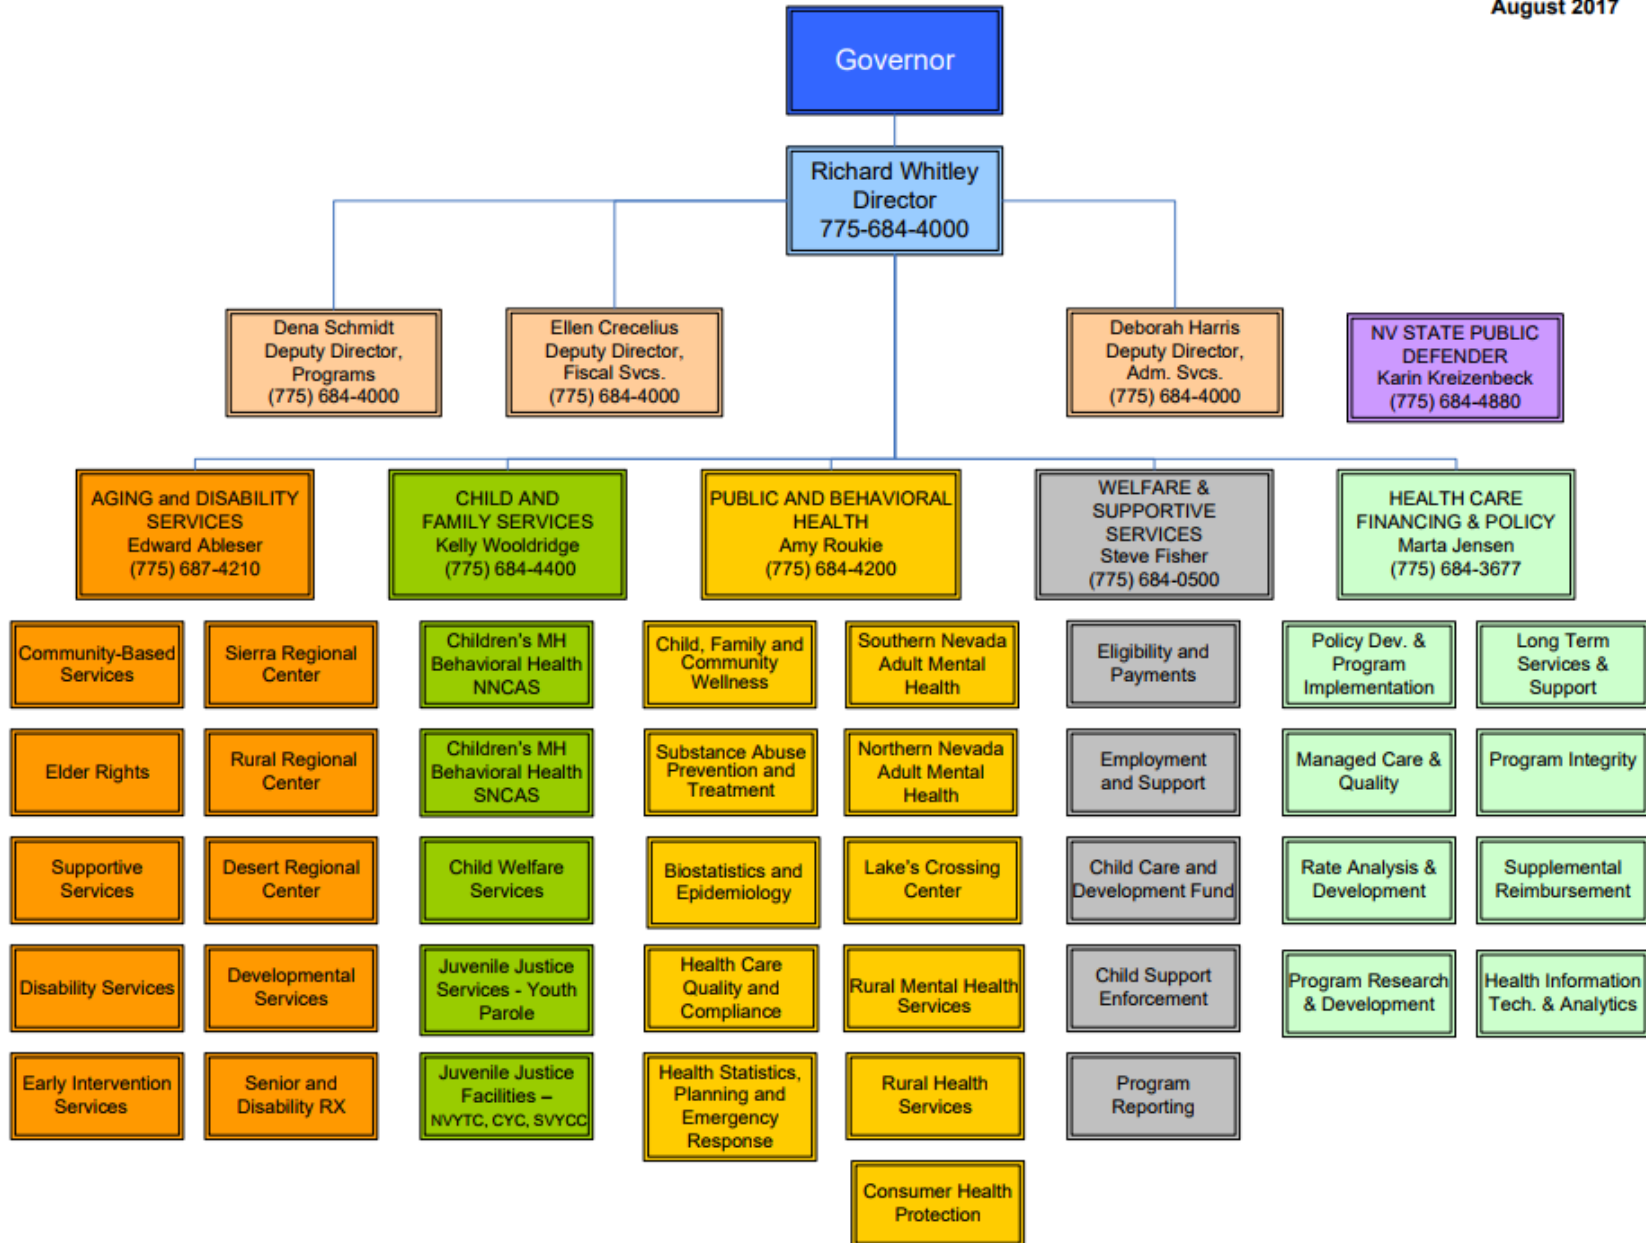 August 2017
Governor
Richard Whitley
Director
775-684-4000
Dena Schmidt
Deputy Director,
Programs
(775) 684-4000
Ellen Crecelius
Deputy Director,
Fiscal Svcs.
(775) 684-4000
Deborah Harris
Deputy Director,
Adm. Svcs.
(775) 684-4000
NV STATE PUBLIC
DEFENDER
Karin Kreizenbeck
(775) 684-4880
AGING and DISABILITY
SERVICES
Edward Ableser
(775) 687-4210
CHILD AND
FAMILY SERVICES
Kelly Wooldridge
(775) 684-4400
PUBLIC AND BEHAVIORAL
HEALTH
Amy Roukie
(775) 684-4200
WELFARE &
SUPPORTIVE
SERVICES
Steve Fisher
(775) 684-0500
HEALTH CARE
FINANCING & POLICY
Marta Jensen
(775) 684-3677
Community-Based
Services
Sierra Regional
Center
Children's MH
Behavioral Health
NNCAS
Child, Family and
Community
Wellness
Southern Nevada
Adult Mental
Health
Eligibility and
Payments
Policy Dev. &
Program
Implementation
Long Term
Services &
Support
Elder Rights
Rural Regional
Center
Children's MH
Behavioral Health
SNCAS
Substance Abuse
Prevention and
Treatment
Northern Nevada
Adult Mental
Health
Employment
and Support
Managed Care &
Quality
Program Integrity
Supportive
Services
Desert Regional
Center
Child Welfare
Services
Biostatistics and
Epidemiology
Lake's Crossing
Center
Child Care and
Development Fund
Rate Analysis &
Development
Supplemental
Reimbursement
Disability Services
Developmental
Services
Juvenile Justice
Services - Youth
Parole
Health Care
Quality and
Compliance
Rural Mental Health
Services
Child Support
Enforcement
Program Research
& Development
Health Information
Tech. & Analytics
Early Intervention
Services
Senior and
Disability RX
Juvenile Justice
Facilities –
NVYTC, CYC, SVYCC
Health Statistics,
Planning and
Emergency
Response
Rural Health
Services
Program
Reporting
Consumer Health
Protection